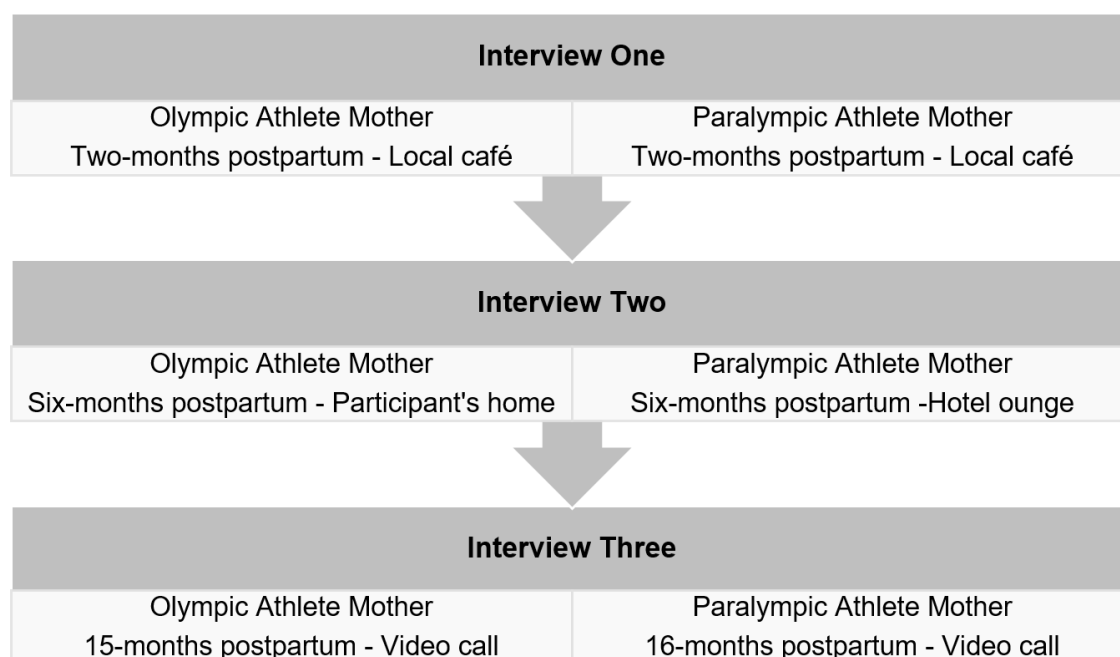 Interview One
Olympic Athlete Mother
Two-months postpartum - Local café
Paralympic Athlete Mother
Two-months postpartum - Local café
Interview Two
Olympic Athlete Mother
Six-months postpartum - Participant's home
Paralympic Athlete Mother
Six-months postpartum -Hotel ounge
Interview Three
Olympic Athlete Mother
15-months postpartum - Video call
Paralympic Athlete Mother
16-months postpartum - Video call